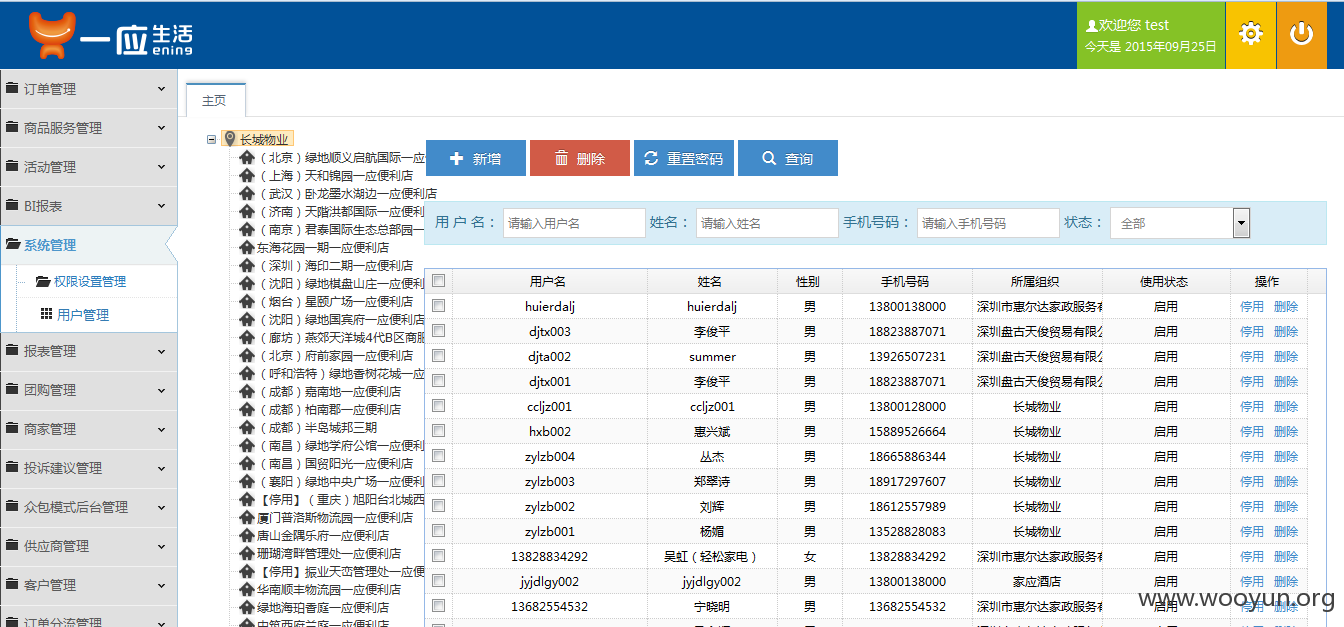 一应生活
ening
欢迎您 test
今天是 2015年09月25日
订单管理
商品服务管理
活动管理
BI报表
系统管理
权限设置管理
用户管理
报表管理
团购管理
商家管理
投诉建议管理
众包模式后台管理
供应商管理
客户管理
订单分流管理
主页
长城物业
（北京）绿地顺义启航国际一应
（上海）天和锦园一应便利店
（武汉）卧龙墨水湖边一应便利店
（济南）天阶洪都国际一应便利
（南京）君泰国际生态总部园一
东海花园一期一应便利店
（深圳）海印二期一应便利店
（沈阳）绿地棋盘山庄一应便利
（烟台）星颐广场一应便利店
（沈阳）绿地国宾府一应便利店
（廊坊）燕郊天洋城4代B区商服
（北京）府前家园一应便利店
（呼和浩特）绿地香树花城一应
（成都）嘉南地一应便利店
（成都）柏南郡一应便利店
（成都）半岛城邦三期
（南昌）绿地学府公馆一应便利
（南昌）国贸阳光一应便利店
（襄阳）绿地中央广场一应便利
【停用】（重庆）旭阳台北城西
厦门普洛斯物流园一应便利店
唐山金隅乐府一应便利店
珊瑚湾畔管理处一应便利店
【停用】振业天峦管理处一应便
华南顺丰物流园一应便利店
绿地海珀香庭一应便利店
新增 删除 重置密码 查询
用 户 名： 请输入用户名 姓名： 请输入姓名 手机号码： 请输入手机号码 状态： 全部
用户名 姓名 性别 手机号码 所属组织 使用状态 操作
huierdalj huierdalj 男 13800138000 深圳市惠尔达家政服务有 启用 停用 删除
djtx003 李俊平 男 18823887071 深圳盘古天俊贸易有限公 启用 停用 删除
djta002 summer 男 13926507231 深圳盘古天俊贸易有限公 启用 停用 删除
djtx001 李俊平 男 18823887071 深圳盘古天俊贸易有限公 启用 停用 删除
ccljz001 ccljz001 男 13800128000 长城物业 启用 停用 删除
hxb002 惠兴斌 男 15889526664 长城物业 启用 停用 删除
zylzb004 丛杰 男 18665886344 长城物业 启用 停用 删除
zylzb003 郑翠诗 男 18917297607 长城物业 启用 停用 删除
zylzb002 刘辉 男 18612557989 长城物业 启用 停用 删除
zylzb001 杨媚 男 13528828083 长城物业 启用 停用 删除
13828834292 吴虹（轻松家电） 女 13828834292 深圳市惠尔达家政服务有 启用 停用 删除
jyjdlgy002 jyjdlgy002 男 13800138000 家应酒店 启用 停用 删除
13682554532 宁晓明 男 13682554532 深圳市惠尔达家政服务有 启用 停用 删除
www.wooyun.org